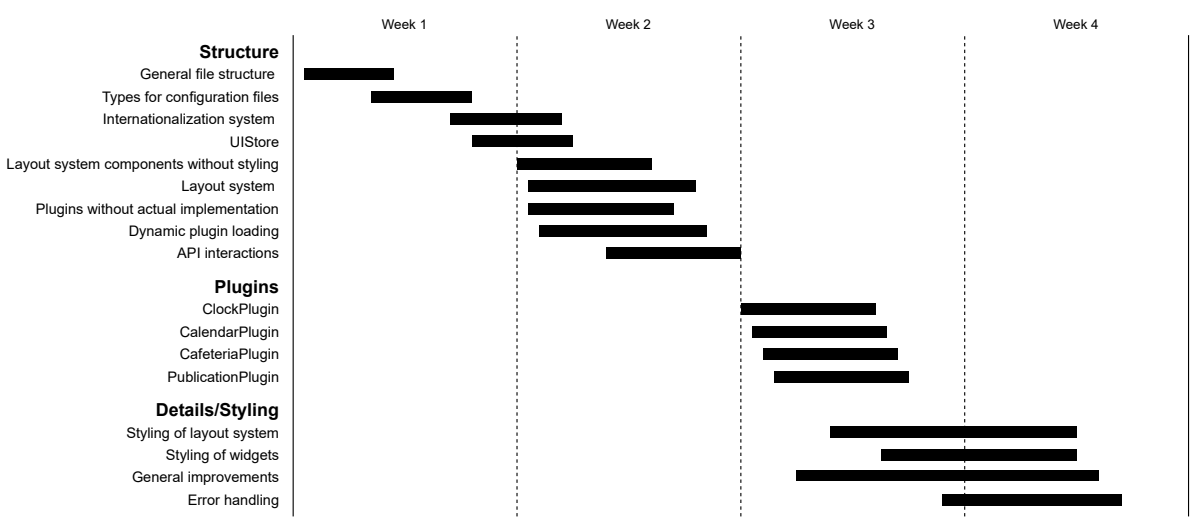 Week 1 Week 2 Week 3 Week 4
Structure
General file structure
Types for configuration files
Internationalization system
UIStore
Layout system components without styling
Layout system
Plugins without actual implementation
Dynamic plugin loading
API interactions
Plugins
ClockPlugin
CalendarPlugin
CafeteriaPlugin
PublicationPlugin
Details/Styling
Styling of layout system
Styling of widgets
General improvements
Error handling